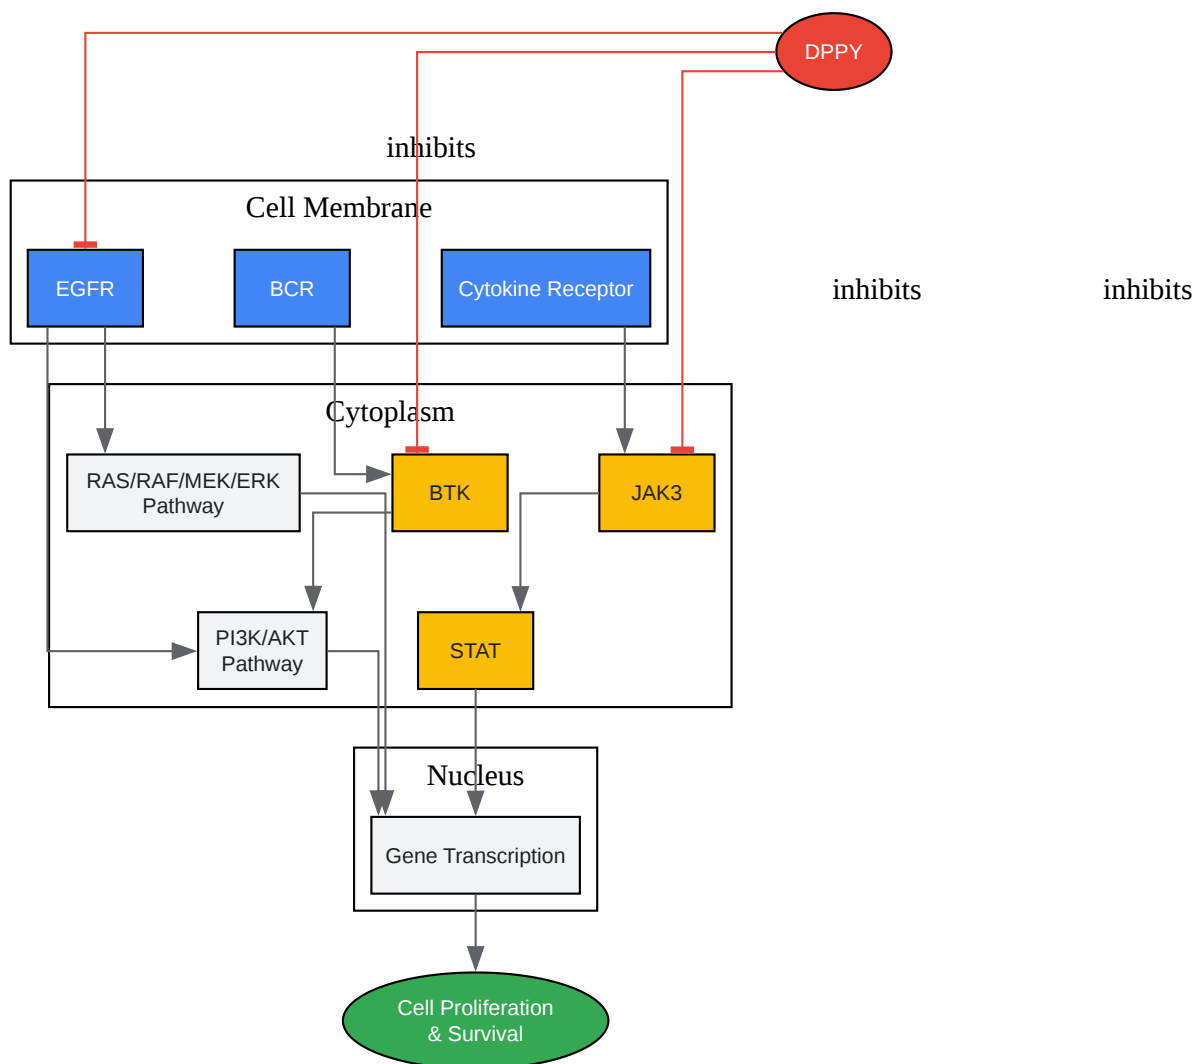 DPPY
inhibits
Cell Membrane
EGFR
BCR
Cytokine Receptor
inhibits
inhibits
Cytoplasm
RAS/RAF/MEK/ERK
Pathway
BTK
JAK3
PI3K/AKT
Pathway
STAT
Nucleus
Gene Transcription
Cell Proliferation
& Survival